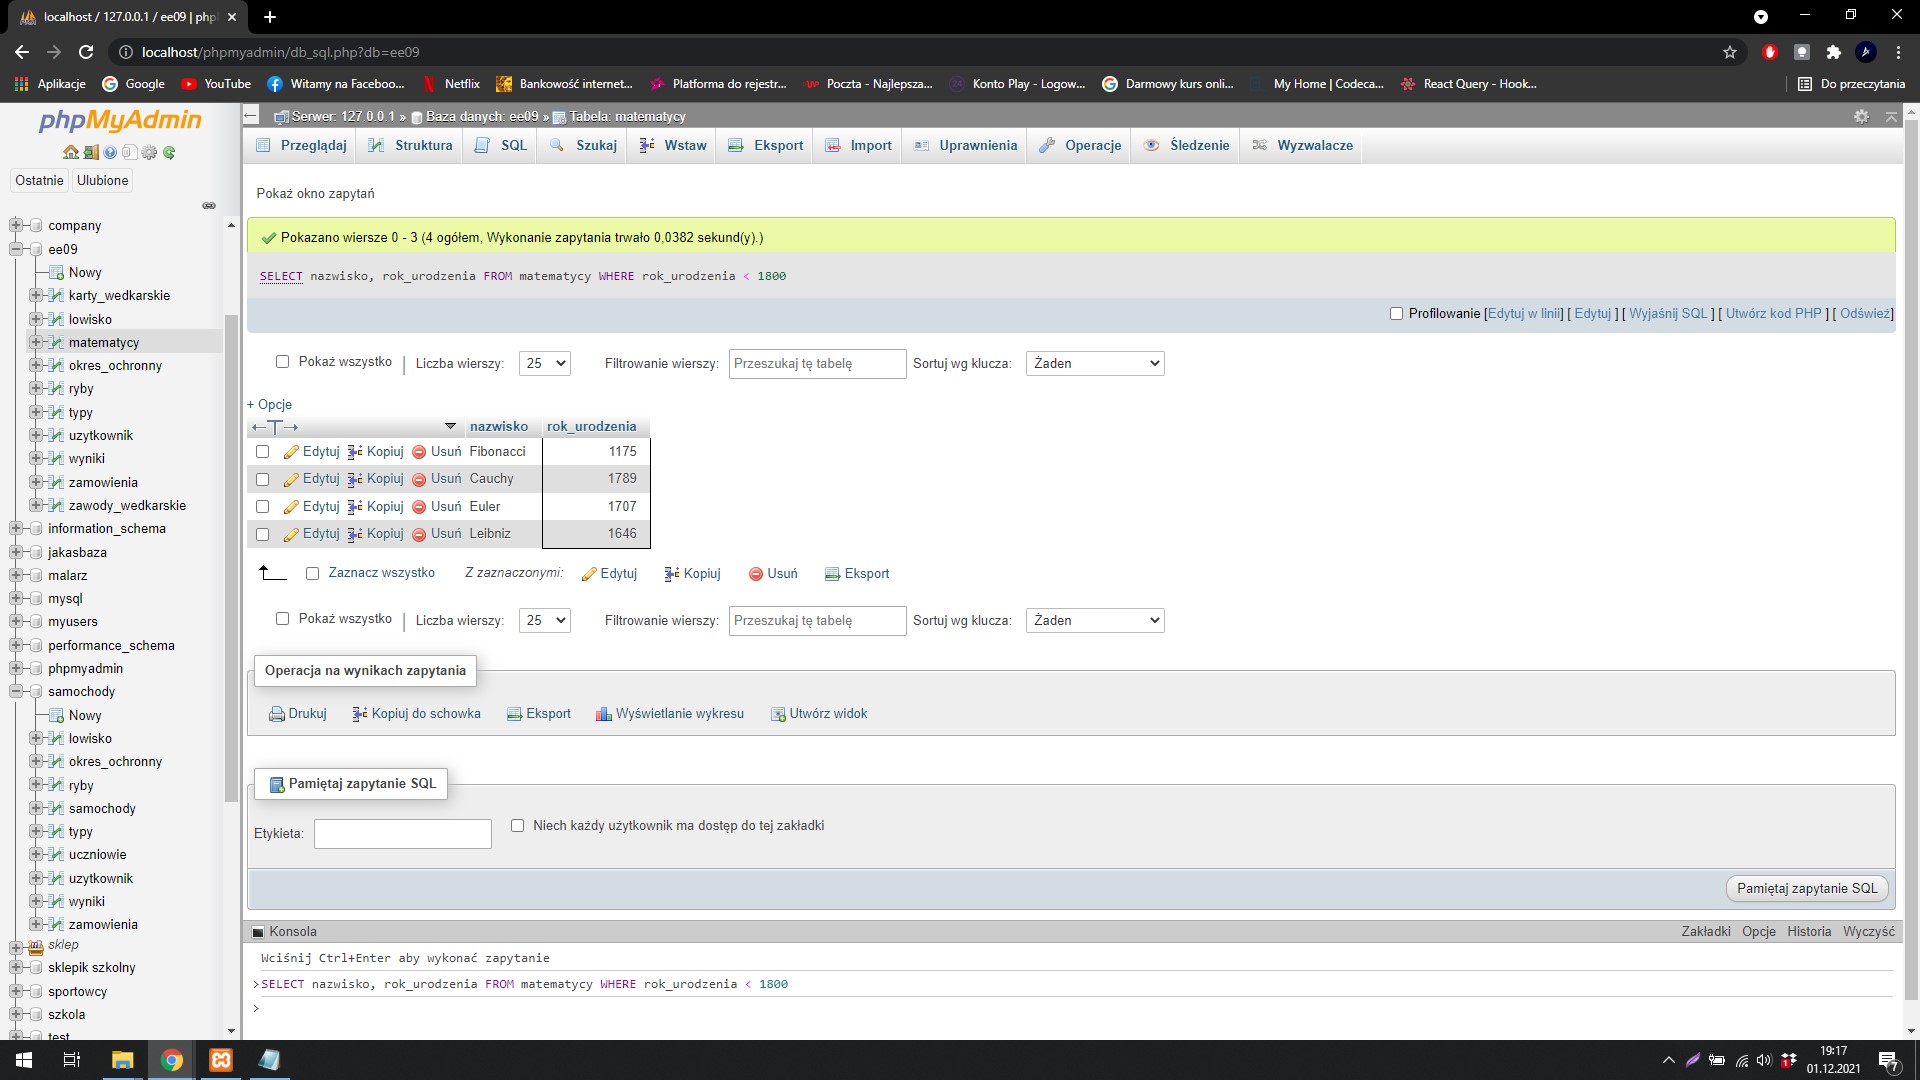 localhost / 127.0.0.1 / ee09 | php
localhost/phpmyadmin/db_sql.php?db=ee09
Aplikacje Google YouTube Witamy na Faceboo... Netflix Bankowość internet... Platforma do rejestr... Poczta - Najlepsza... 24 Konto Play - Logow... Darmowy kurs onli... My Home | Codeca... React Query - Hook... Do przeczytania
phpMyAdmin
Ostatnie Ulubione
company
ee09
Nowy
karty_wedkarskie
lowisko
matematycy
okres_ochronny
ryby
typy
uzytkownik
wyniki
zamowienia
zawody_wedkarskie
information_schema
jakasbaza
malarz
mysql
myusers
performance_schema
phpmyadmin
samochody
Nowy
lowisko
okres_ochronny
ryby
samochody
typy
uczniowie
uzytkownik
wyniki
zamowienia
sklep
sklepik szkolny
sportowcy
szkola
test
Serwer: 127.0.0.1 » Baza danych: ee09 » Tabela: matematycy
Przeglądaj Struktura SQL Szukaj Wstaw Eksport Import Uprawnienia Operacje Śledzenie Wyzwalacze
Pokaż okno zapytań
Pokazano wiersze 0 - 3 (4 ogółem, Wykonanie zapytania trwało 0,0382 sekund(y).)
SELECT nazwisko, rok_urodzenia FROM matematycy WHERE rok_urodzenia < 1800
Profilowanie [Edytuj w linii] [ Edytuj ] [ Wyjaśnij SQL ] [ Utwórz kod PHP ] [ Odśwież]
Pokaż wszystko | Liczba wierszy: 25 Filtrowanie wierszy: Przeszukaj tę tabelę Sortuj wg klucza: Żaden
+ Opcje
←T→ nazwisko rok_urodzenia
Edytuj Kopiuj Usuń Fibonacci 1175
Edytuj Kopiuj Usuń Cauchy 1789
Edytuj Kopiuj Usuń Euler 1707
Edytuj Kopiuj Usuń Leibniz 1646
Zaznacz wszystko Z zaznaczonymi: Edytuj Kopiuj Usuń Eksport
Pokaż wszystko | Liczba wierszy: 25 Filtrowanie wierszy: Przeszukaj tę tabelę Sortuj wg klucza: Żaden
Operacja na wynikach zapytania
Drukuj Kopiuj do schowka Eksport Wyświetlanie wykresu Utwórz widok
Pamiętaj zapytanie SQL
Etykieta: Niech każdy użytkownik ma dostęp do tej zakładki
Pamiętaj zapytanie SQL
Konsola Zakładki Opcje Historia Wyczyść
Wciśnij Ctrl+Enter aby wykonać zapytanie
>SELECT nazwisko, rok_urodzenia FROM matematycy WHERE rok_urodzenia < 1800
>
19:17
01.12.2021
1
7